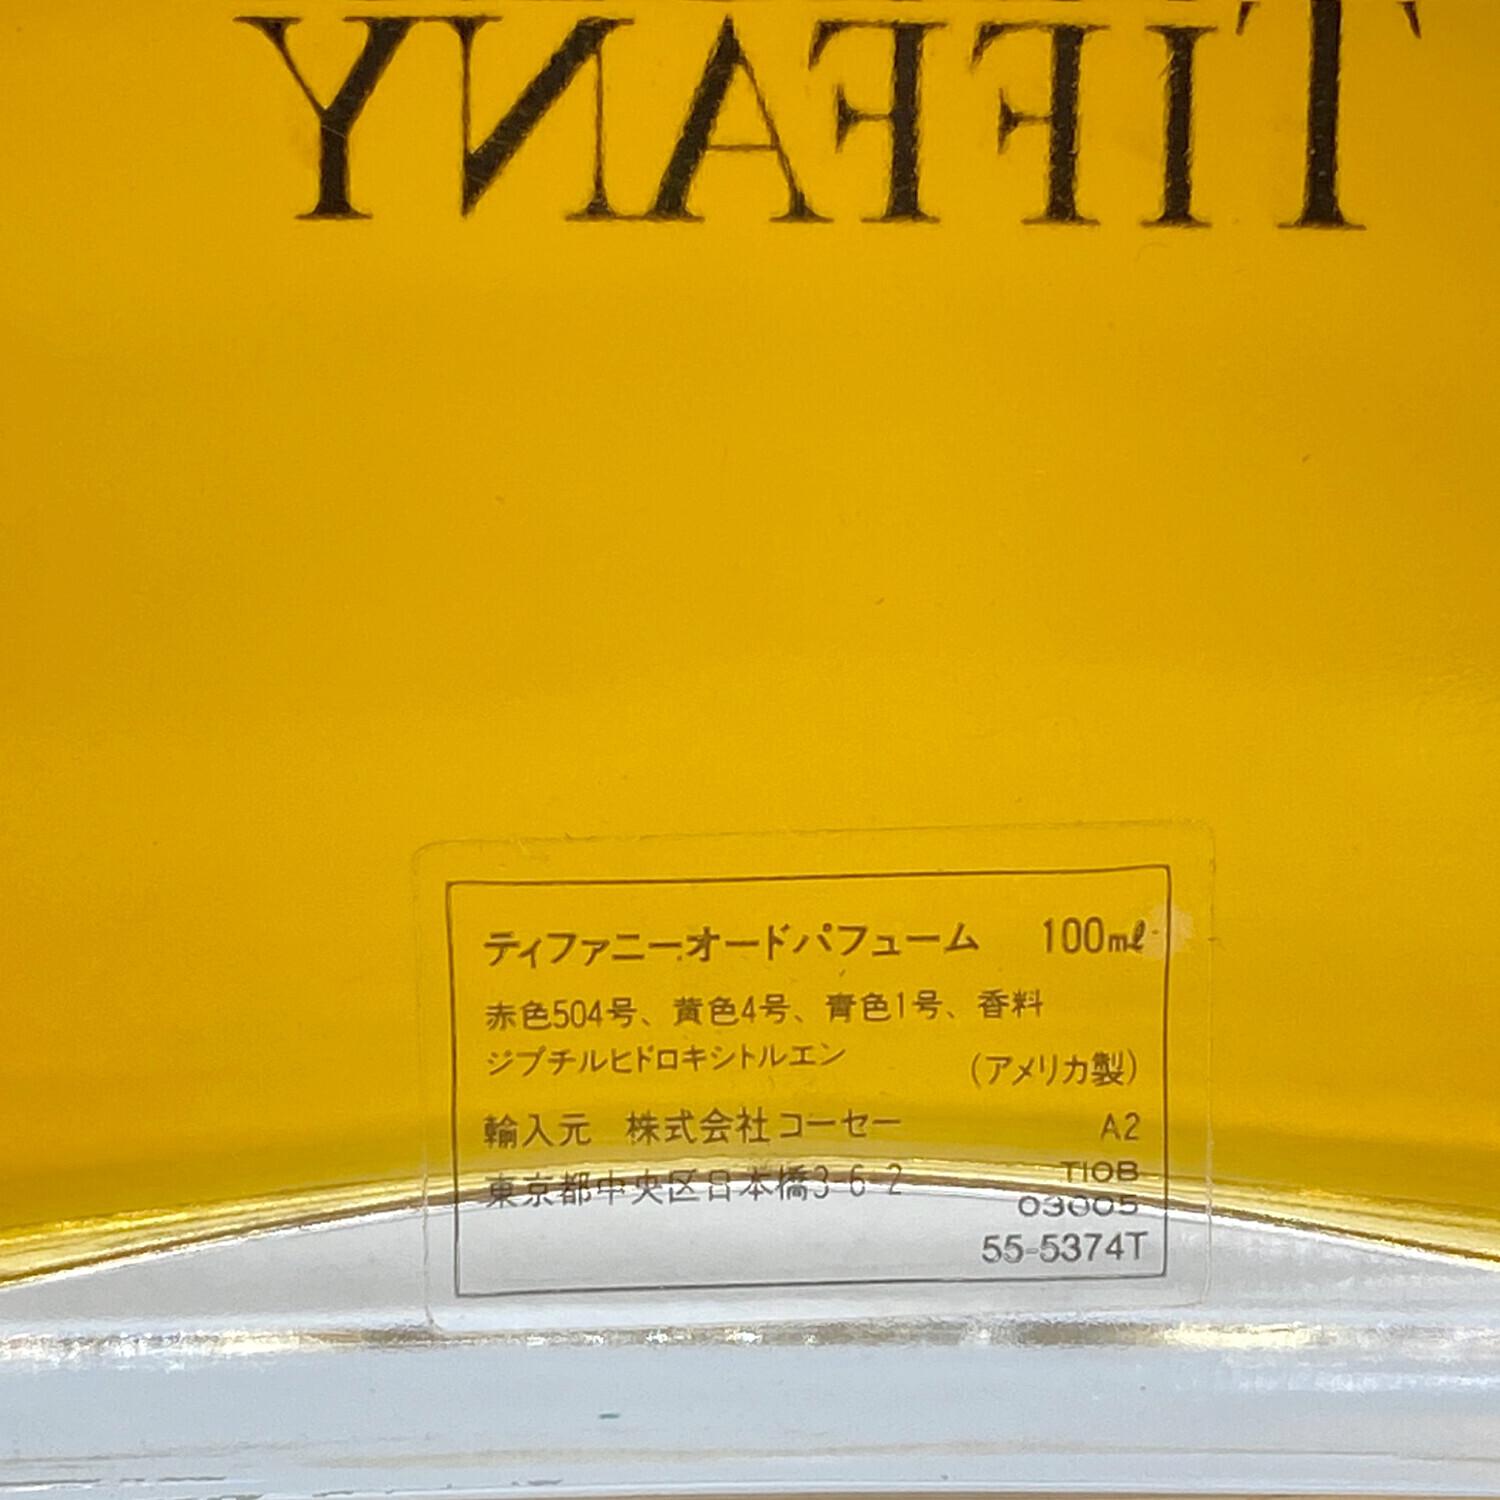 TIFFANY
ティファニーオードパフューム 100ml
赤色504号、黄色4号、青色1号、香料
ジブチルヒドロキシトルエン (アメリカ製)
輸入元 株式会社コーセー A2
東京都中央区日本橋3-6-2 T10B
03005
55-5374T